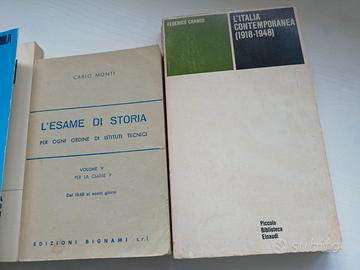 CARLO MONTI
L'ESAME DI STORIA
PER OGNI ORDINE DI ISTITUTI TECNICI
VOLUME V
PER LA CLASSE V
Dal 1848 ai nostri giorni
EDIZIONI BIGNAMI s.r.l.
FEDERICO CHABOD
L'ITALIA
CONTEMPORANEA
(1918-1948)
Piccola
Biblioteca
Einaudi
subito